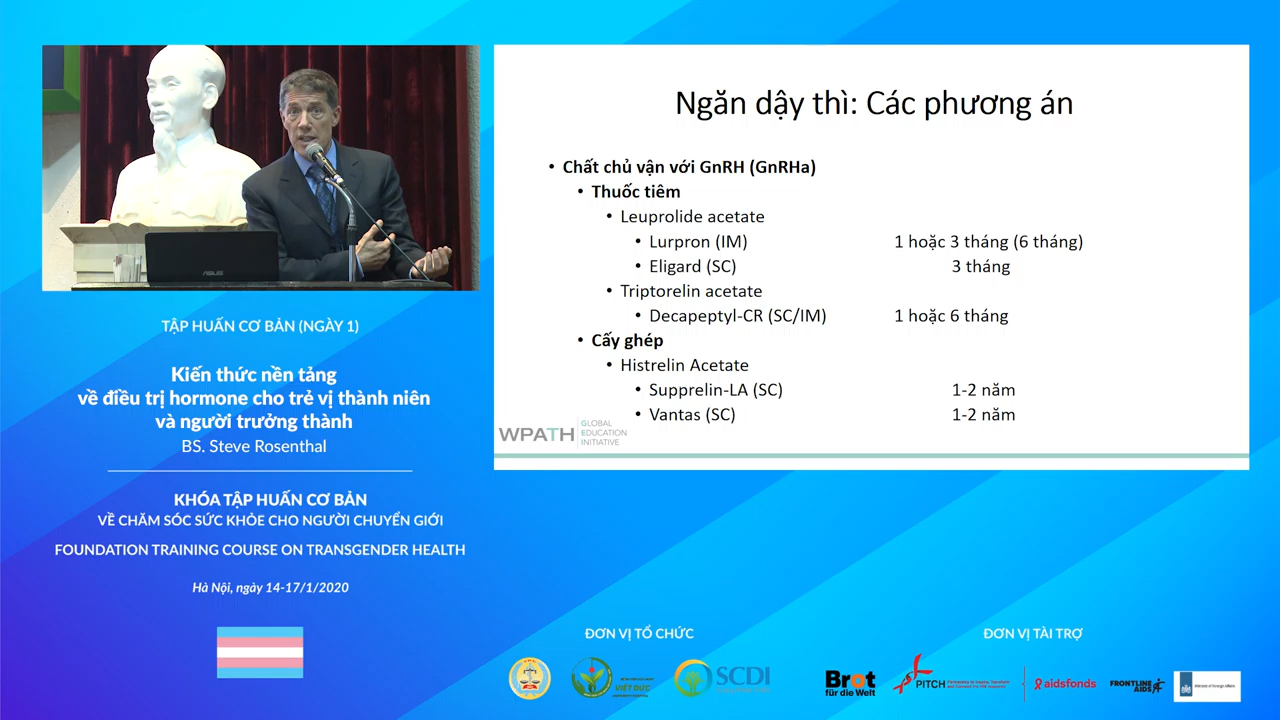 ASUS
TẬP HUẤN CƠ BẢN (NGÀY 1)
Kiến thức nền tảng
về điều trị hormone cho trẻ vị thành niên
và người trưởng thành
BS. Steve Rosenthal
KHÓA TẬP HUẤN CƠ BẢN
VỀ CHĂM SÓC SỨC KHỎE CHO NGƯỜI CHUYỂN GIỚI
FOUNDATION TRAINING COURSE ON TRANSGENDER HEALTH
Hà Nội, ngày 14-17/1/2020
Ngăn dậy thì: Các phương án
• Chất chủ vận với GnRH (GnRHa)
• Thuốc tiêm
• Leuprolide acetate
• Lurpron (IM) 1 hoặc 3 tháng (6 tháng)
• Eligard (SC) 3 tháng
• Triptorelin acetate
• Decapeptyl-CR (SC/IM) 1 hoặc 6 tháng
• Cấy ghép
• Histrelin Acetate
• Supprelin-LA (SC) 1-2 năm
• Vantas (SC) 1-2 năm
WPATH GLOBAL
EDUCATION
INITIATIVE
ĐƠN VỊ TỔ CHỨC
VIỆT ĐỨC
SCDI
ĐƠN VỊ TÀI TRỢ
Brot
für die Welt
PITCH
aidsfonds
FRONTLINE
AIDS
Ministry of Foreign Affairs